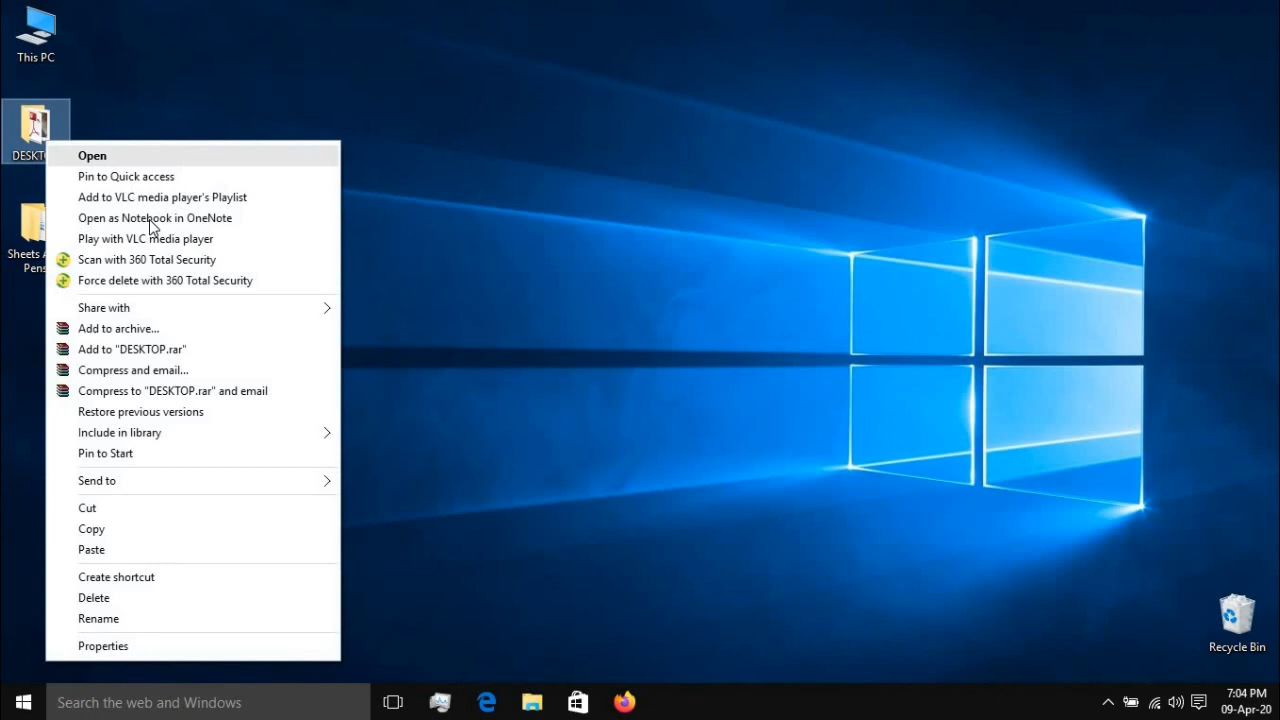 This PC
DESKT
Sheets A
Pens
Open
Pin to Quick access
Add to VLC media player's Playlist
Open as Notebook in OneNote
Play with VLC media player
Scan with 360 Total Security
Force delete with 360 Total Security
Share with
Add to archive...
Add to "DESKTOP.rar"
Compress and email...
Compress to "DESKTOP.rar" and email
Restore previous versions
Include in library
Pin to Start
Send to
Cut
Copy
Paste
Create shortcut
Delete
Rename
Properties
Recycle Bin
Search the web and Windows
7:04 PM
09-Apr-20